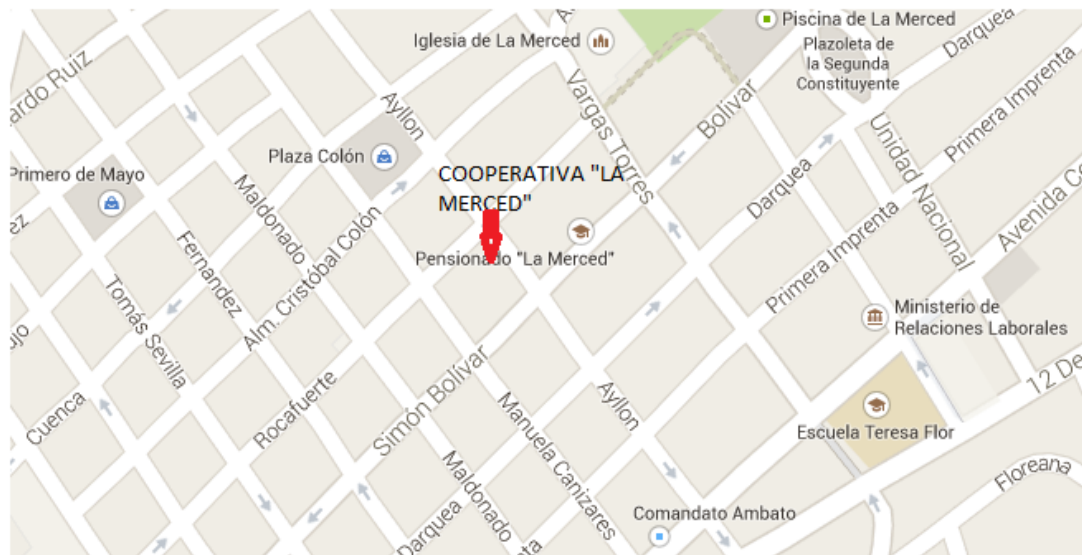 Piscina de La Merced
Iglesia de La Merced
Plazoleta de
la Segunda
Constituyente
Darquea
ardo Ruiz
Vargas Torres
Bolívar
Primera Imprenta
Ayllon
Unidad Nacional
Plaza Colón
COOPERATIVA "LA
MERCED"
Primero de Mayo
Maldonado
Darquea
Avenida Ce
ez
Fernandez
Alm. Cristóbal Colón
Pensionado "La Merced"
Primera Imprenta
Tomás Sevilla
Ministerio de
Relaciones Laborales
ujo
Simón Bolívar
12 De
Rocafuerte
Ayllon
Cuenca
Manuela Canizares
Escuela Teresa Flor
Maldonado
Floreana
Darquea
Comandato Ambato